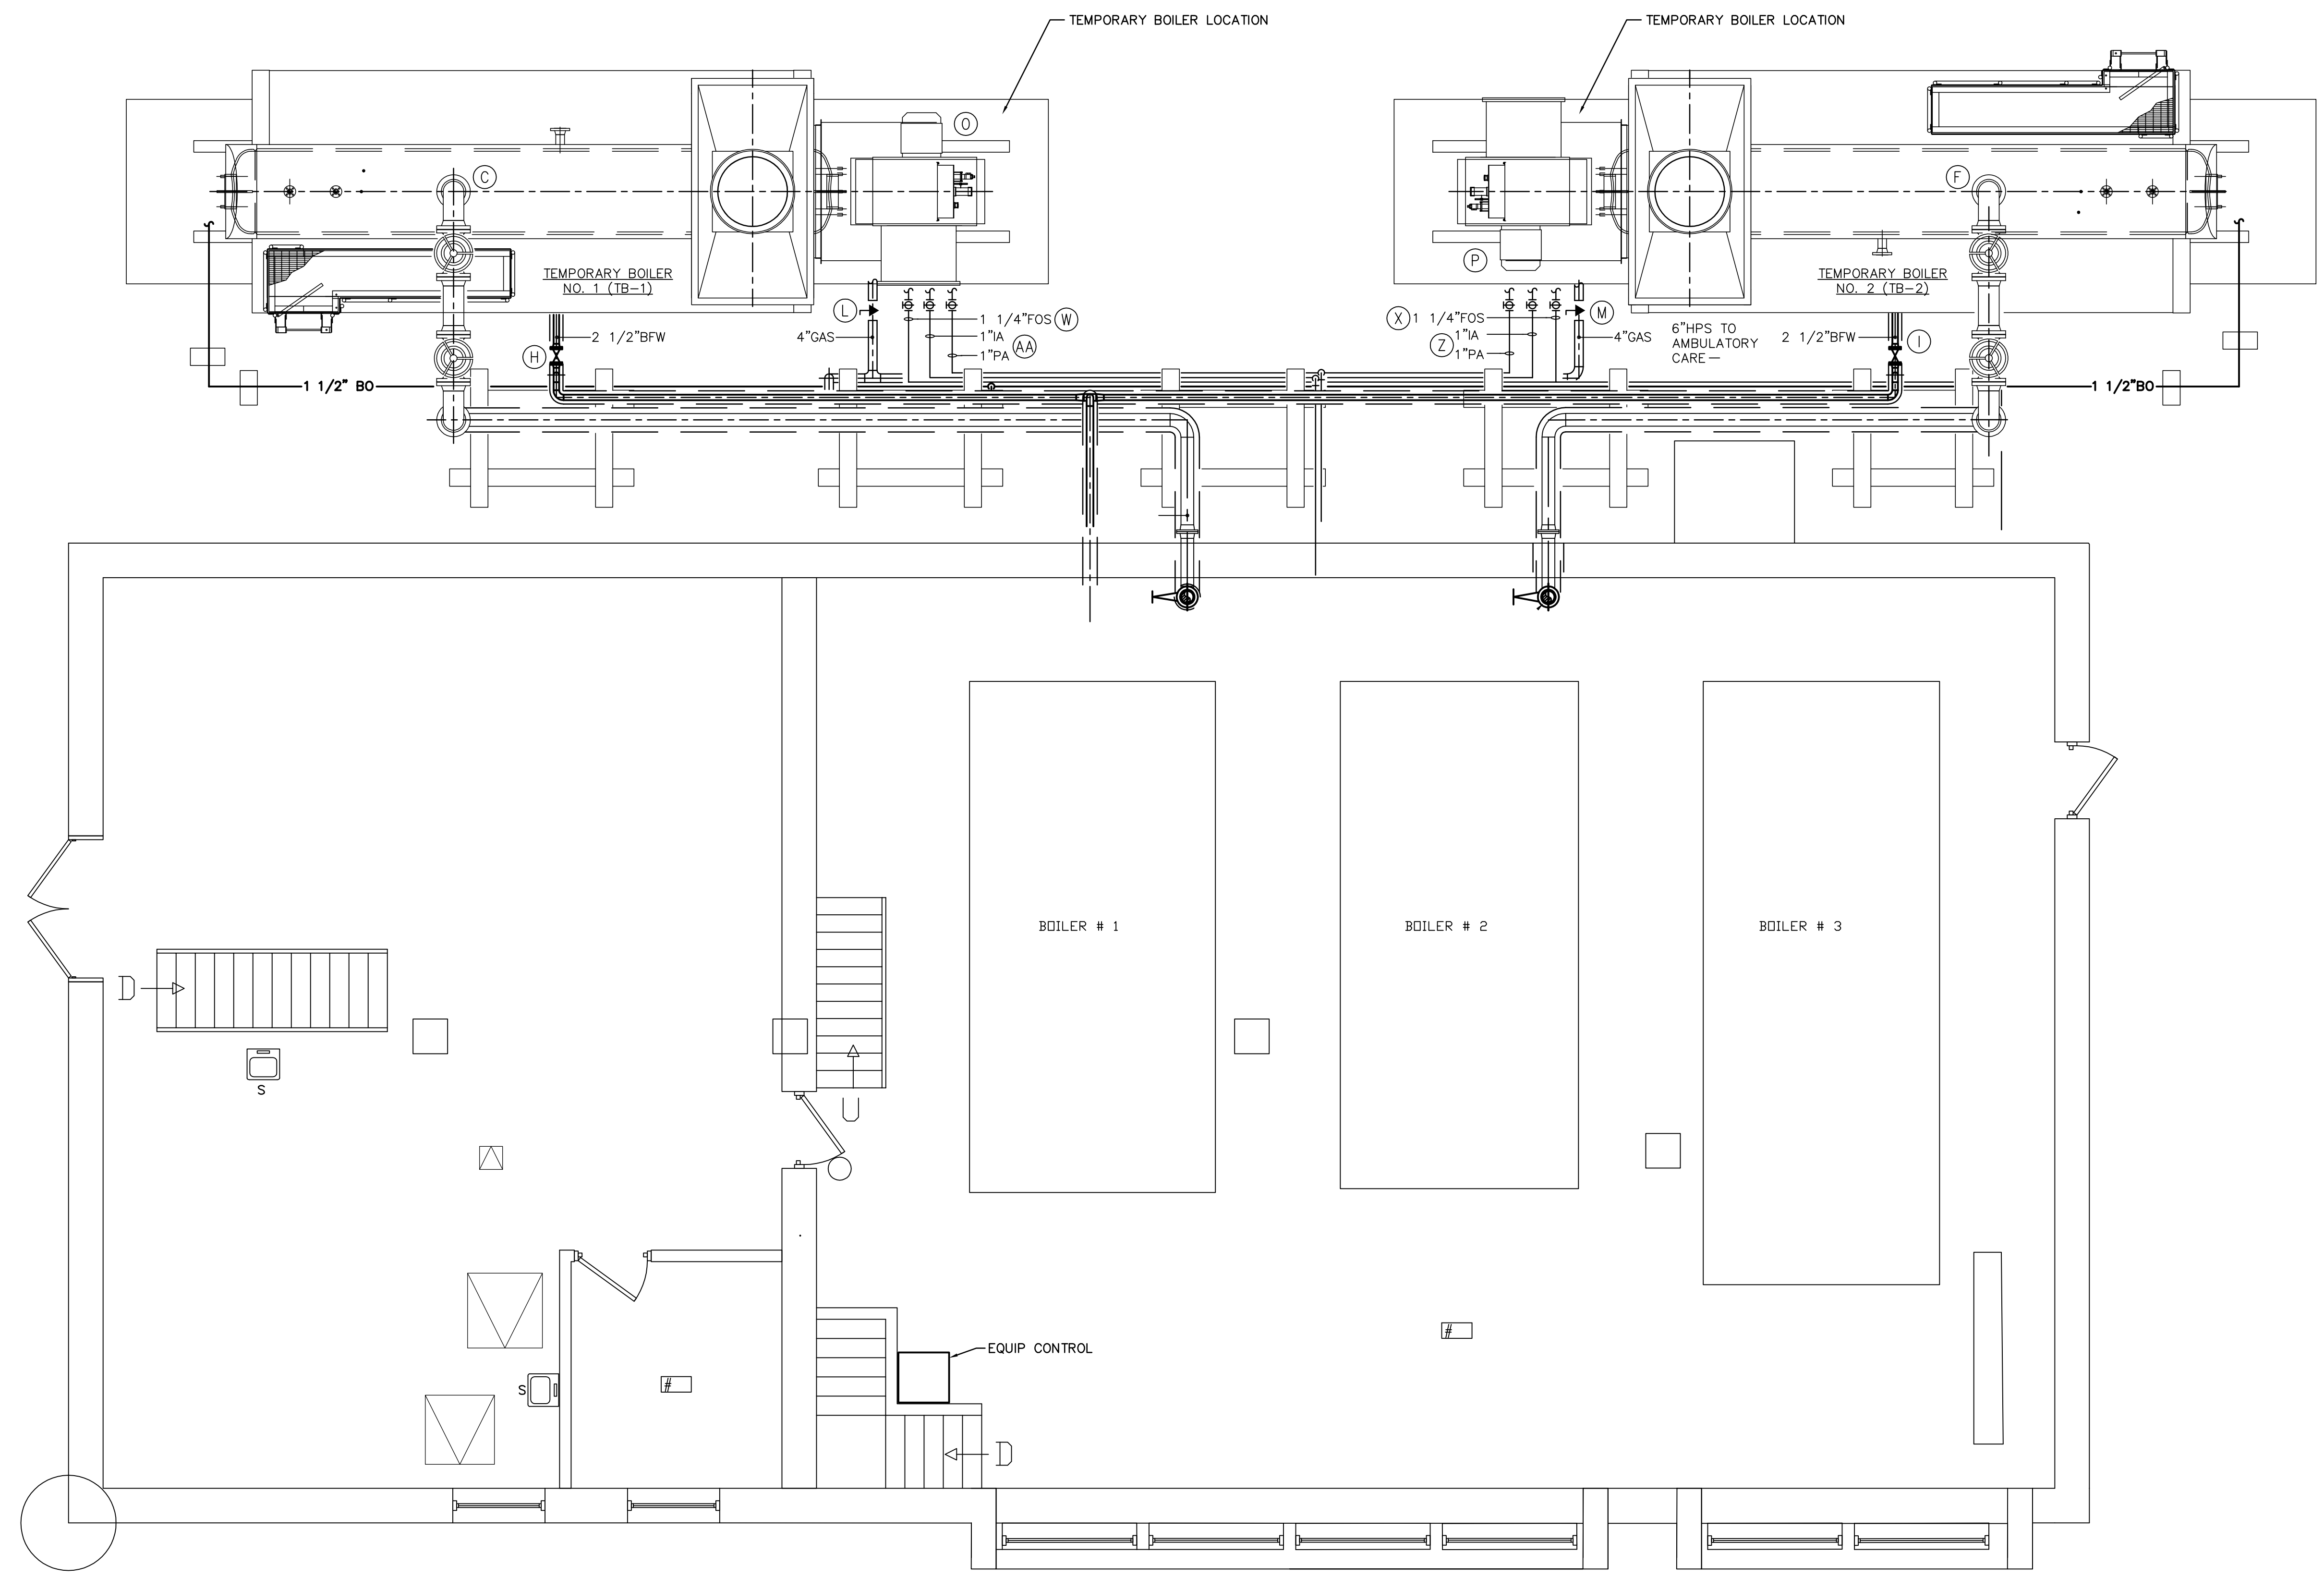 TEMPORARY BOILER LOCATION
TEMPORARY BOILER LOCATION
O
C
F
P
TEMPORARY BOILER
NO. 1 (TB-1)
TEMPORARY BOILER
NO. 2 (TB-2)
L
1 1/4"FOS W
X 1 1/4"FOS
M
2 1/2"BFW
4"GAS
1"IA
AA
1"PA
1"IA
Z
1"PA
4"GAS
6"HPS TO
AMBULATORY
CARE
2 1/2"BFW
H
I
1 1/2" BO
1 1/2"BO
BOILER # 1
BOILER # 2
BOILER # 3
D
S
U
#
EQUIP CONTROL
S
#
D